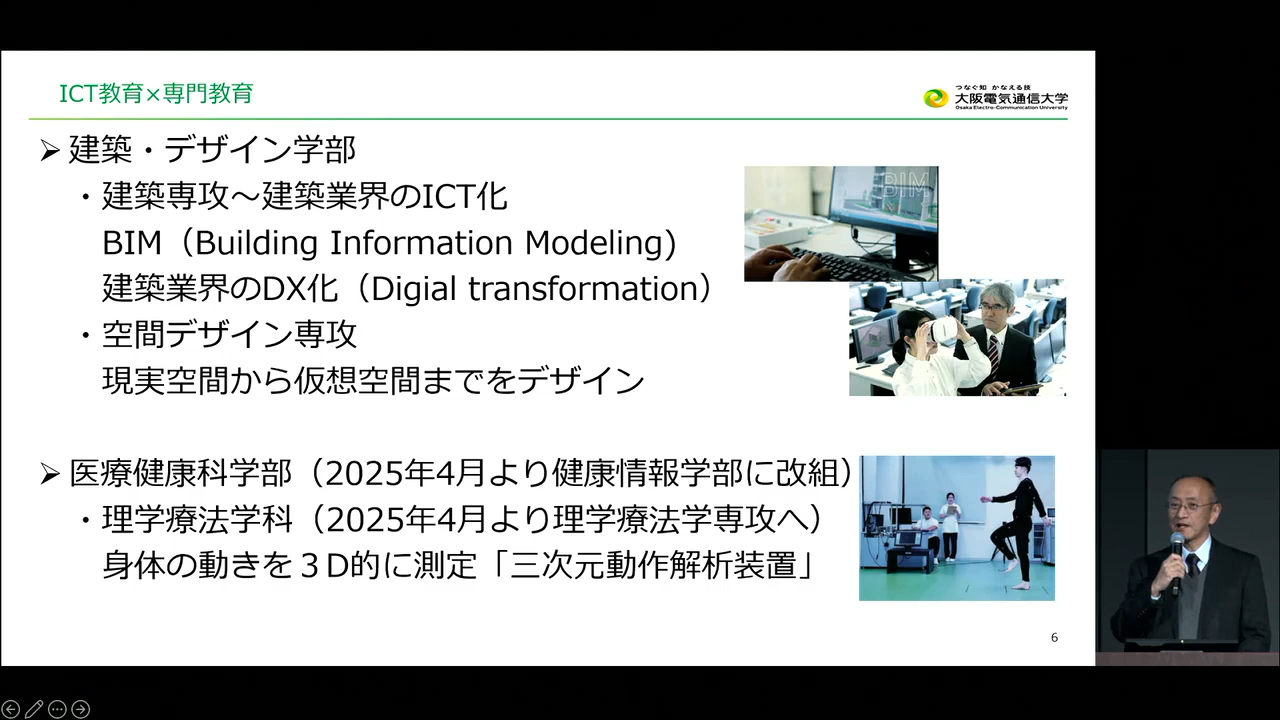 ICT教育×専門教育
つなぐ知 かなえる技
大阪電気通信大学
Osaka Electro-Communication University
➢建築・デザイン学部
・建築専攻～建築業界のICT化
BIM（Building Information Modeling)
建築業界のDX化（Digial transformation）
・空間デザイン専攻
現実空間から仮想空間までをデザイン
BIM
➢医療健康科学部（2025年4月より健康情報学部に改組）
・理学療法学科（2025年4月より理学療法学専攻へ）
身体の動きを３D的に測定「三次元動作解析装置」
6